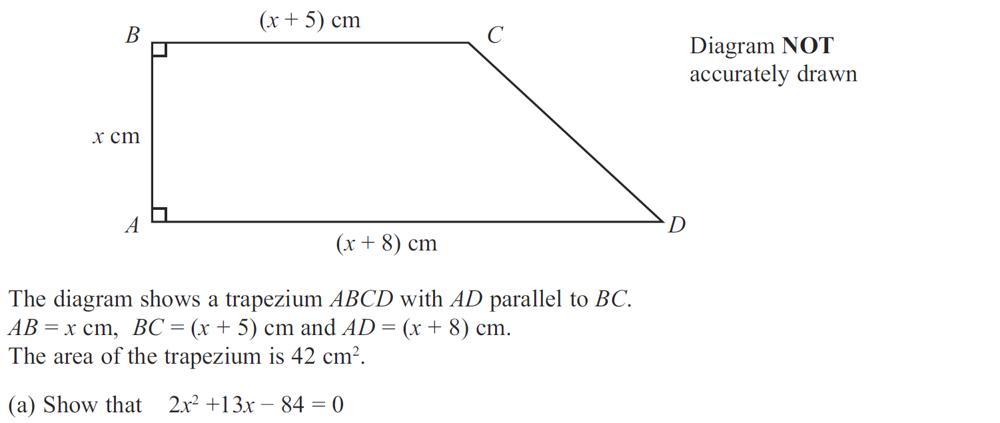 (x + 5) cm
B
C
Diagram NOT
accurately drawn
x cm
A
D
(x + 8) cm
The diagram shows a trapezium ABCD with AD parallel to BC.
AB = x cm, BC = (x + 5) cm and AD = (x + 8) cm.
The area of the trapezium is 42 cm².
(a) Show that 2x² +13x − 84 = 0